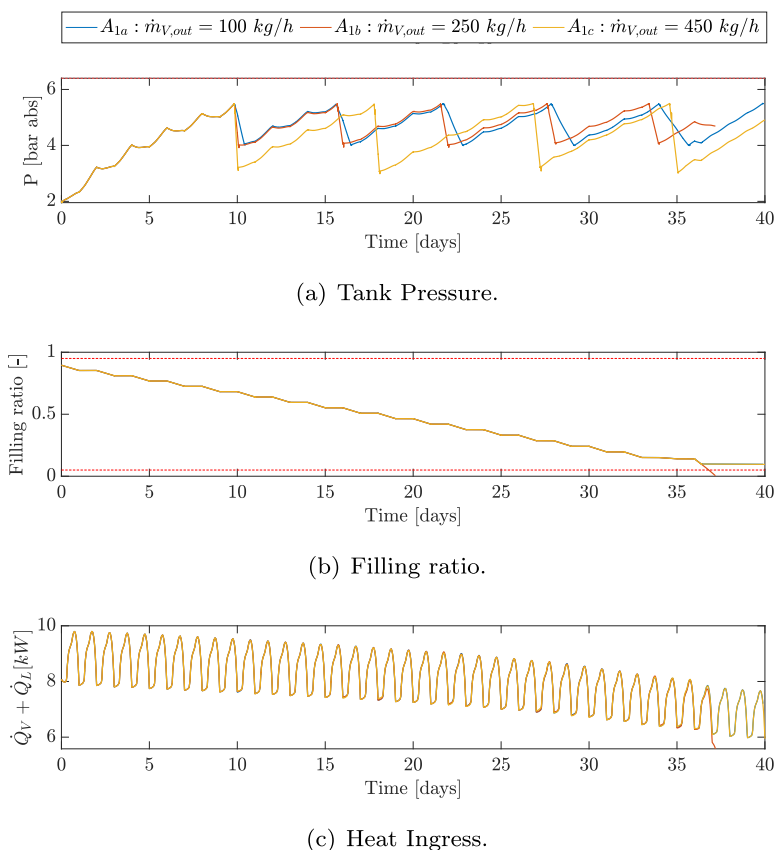 A1a : ṁV,out = 100 kg/h A1b : ṁV,out = 250 kg/h A1c : ṁV,out = 450 kg/h
6
4
2
P [bar abs]
0 5 10 15 20 25 30 35 40
Time [days]
(a) Tank Pressure.
1
0.5
0
Filling ratio [-]
0 5 10 15 20 25 30 35 40
Time [days]
(b) Filling ratio.
10
8
6
Q̇V + Q̇L[kW]
0 5 10 15 20 25 30 35 40
Time [days]
(c) Heat Ingress.